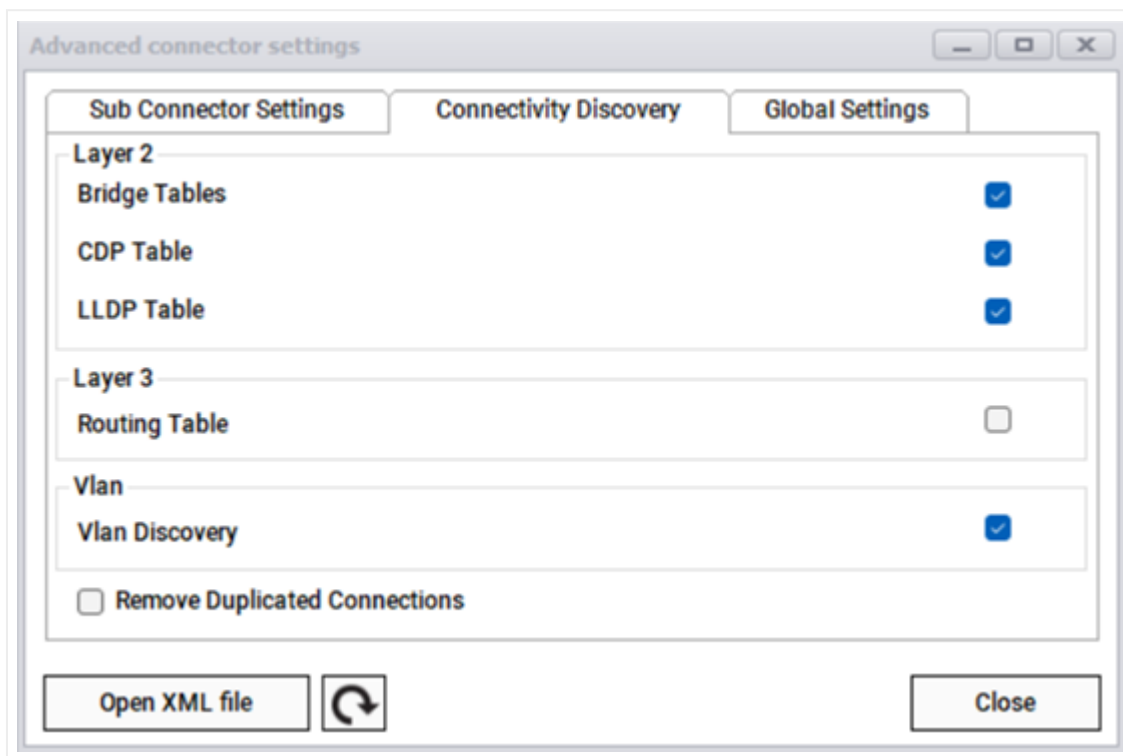 Advanced connector settings
Sub Connector Settings
Connectivity Discovery
Global Settings
Layer 2
Bridge Tables
CDP Table
LLDP Table
Layer 3
Routing Table
Vlan
Vlan Discovery
Remove Duplicated Connections
Open XML file
Close